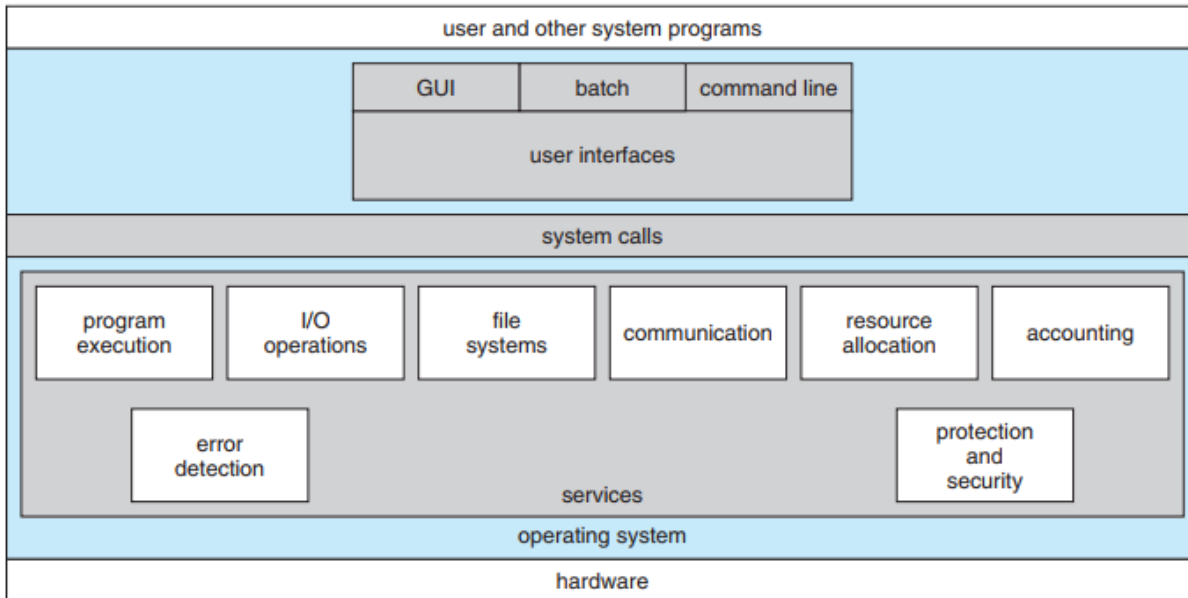 user and other system programs
GUI
batch
command line
user interfaces
system calls
program
execution
I/O
operations
file
systems
communication
resource
allocation
accounting
error
detection
protection
and
security
services
operating system
hardware